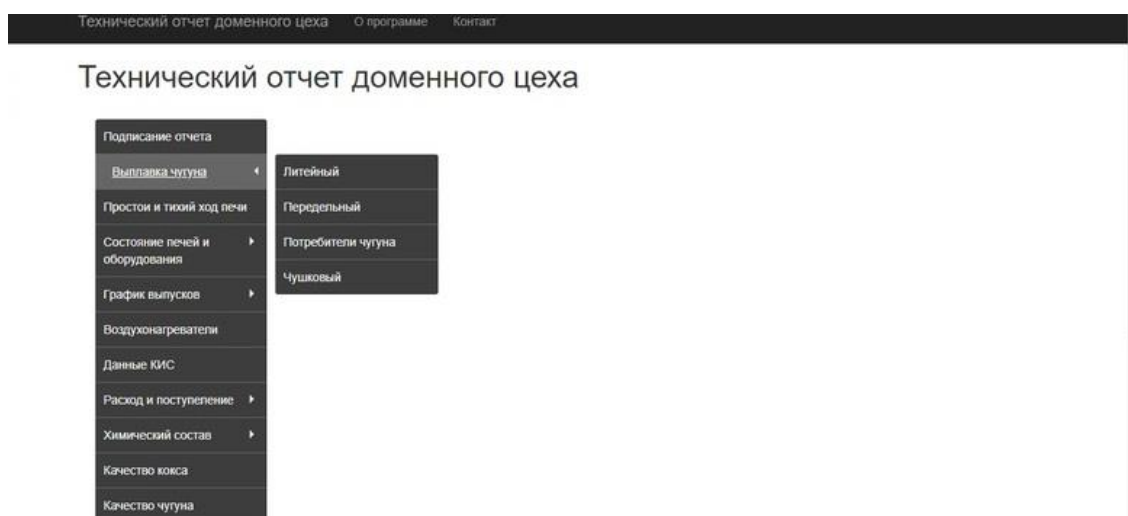 Технический отчет доменного цеха О программе Контакт
Технический отчет доменного цеха
Подписание отчета
Выплавка чугуна
Литейный
Простои и тихий ход печи
Передельный
Состояние печей и
оборудования
Потребители чугуна
Чушковый
График выпусков
Воздухонагреватели
Данные КИС
Расход и поступеление
Химический состав
Качество кокса
Качество чугуна